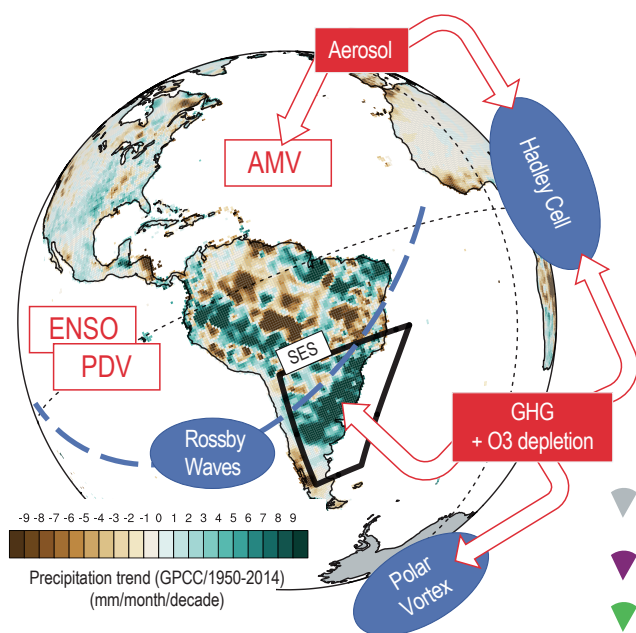 Aerosol
AMV
Hadley Cell
ENSO
PDV
SES
Rossby
Waves
GHG
+ O3 depletion
-9 -8 -7 -6 -5 -4 -3 -2 -1 0 1 2 3 4 5 6 7 8 9
Precipitation trend (GPCC/1950-2014)
(mm/month/decade)
Polar
Vortex